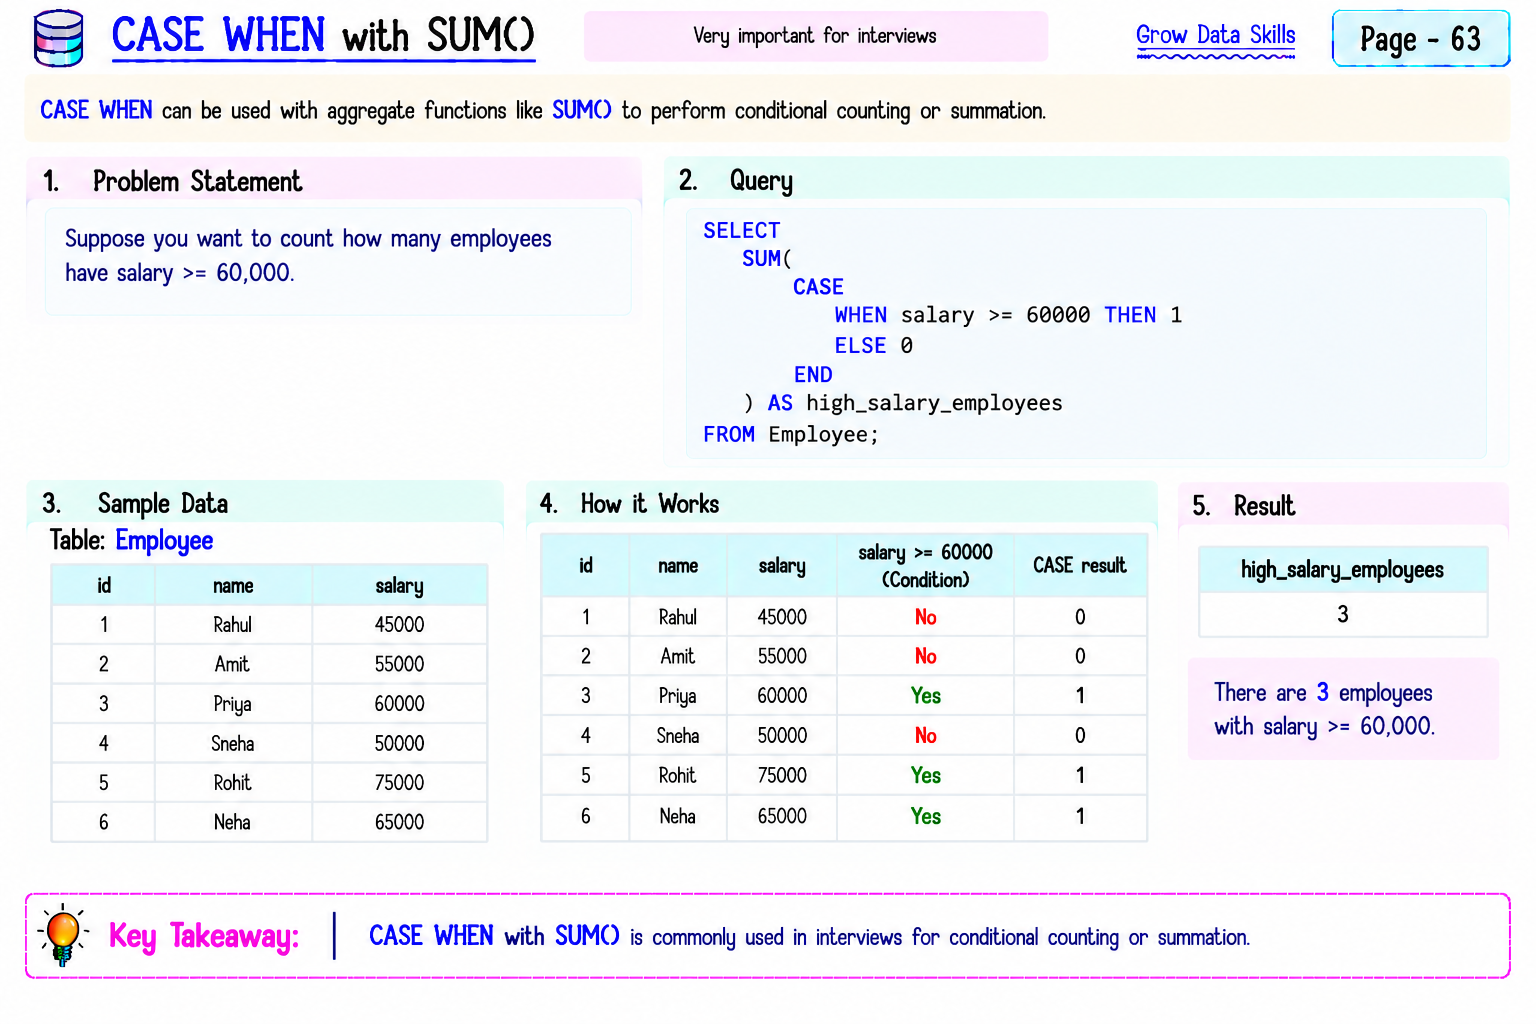 CASE WHEN with SUM()
Very important for interviews
Grow Data Skills
Page - 63
CASE WHEN can be used with aggregate functions like SUM() to perform conditional counting or summation.
1. Problem Statement
Suppose you want to count how many employees
have salary >= 60,000.
2. Query
SELECT
SUM(
CASE
WHEN salary >= 60000 THEN 1
ELSE 0
END
) AS high_salary_employees
FROM Employee;
3. Sample Data
Table: Employee
id name salary
1 Rahul 45000
2 Amit 55000
3 Priya 60000
4 Sneha 50000
5 Rohit 75000
6 Neha 65000
4. How it Works
id name salary salary >= 60000 (Condition) CASE result
1 Rahul 45000 No 0
2 Amit 55000 No 0
3 Priya 60000 Yes 1
4 Sneha 50000 No 0
5 Rohit 75000 Yes 1
6 Neha 65000 Yes 1
5. Result
high_salary_employees
3
There are 3 employees
with salary >= 60,000.
Key Takeaway:
CASE WHEN with SUM() is commonly used in interviews for conditional counting or summation.